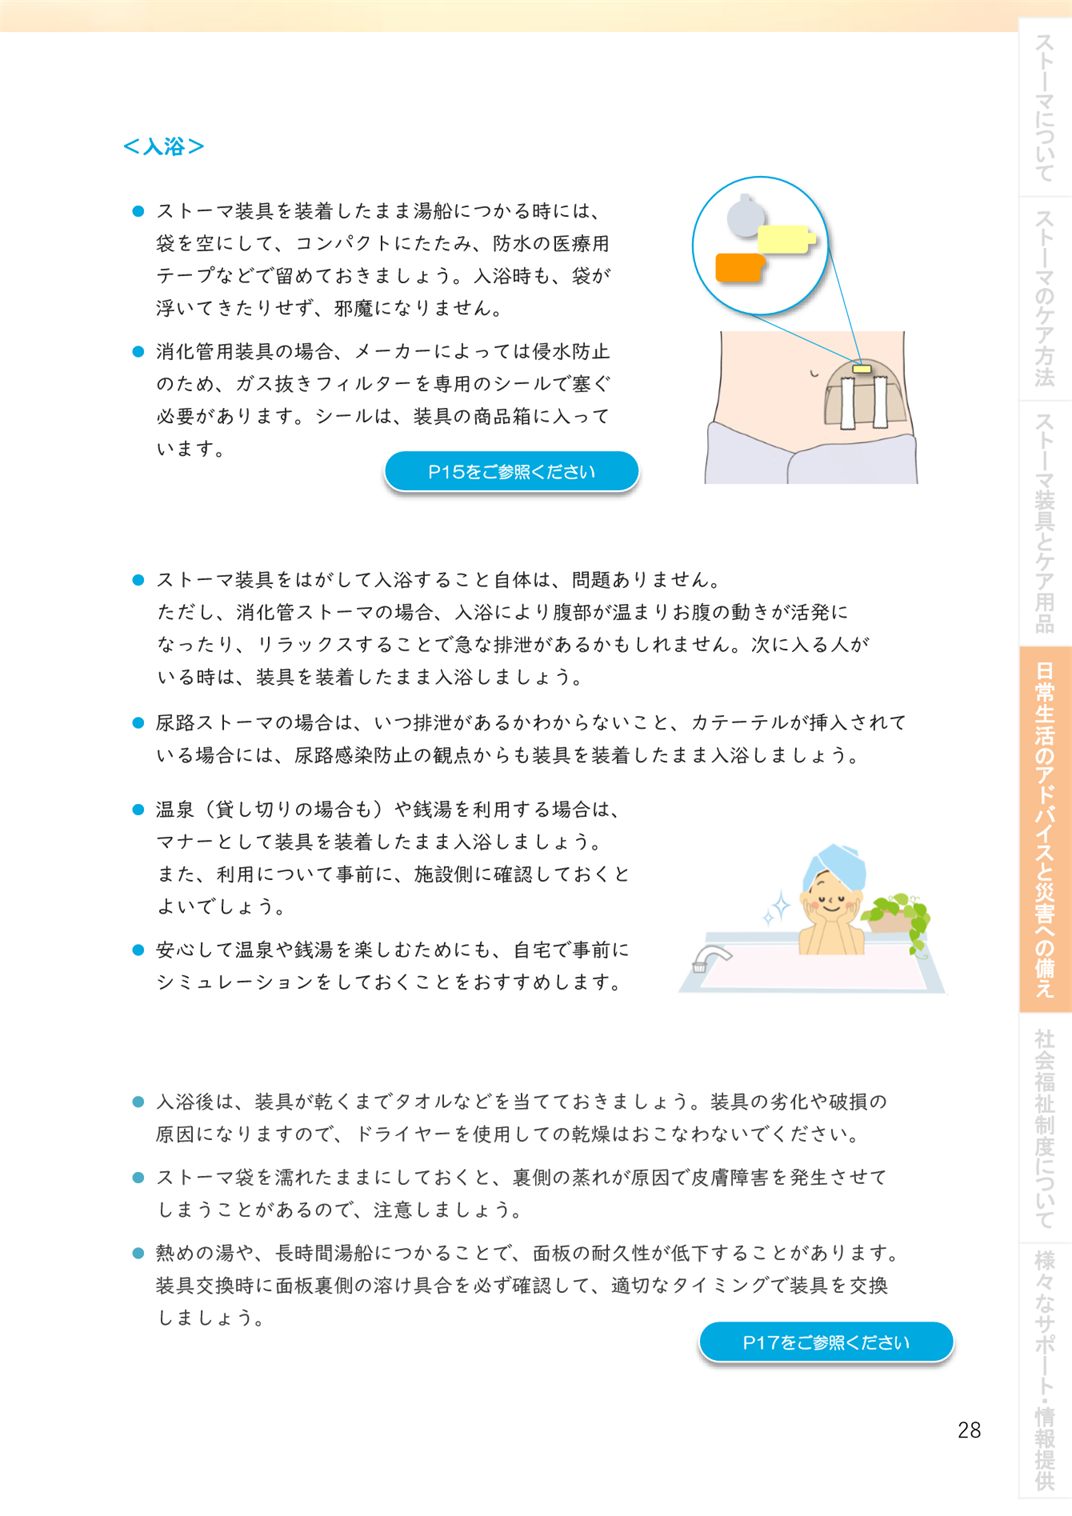 ＜入浴＞
● ストーマ装具を装着したまま湯船につかる時には、
袋を空にして、コンパクトにたたみ、防水の医療用
テープなどで留めておきましょう。入浴時も、袋が
浮いてきたりせず、邪魔になりません。
● 消化管用装具の場合、メーカーによっては侵水防止
のため、ガス抜きフィルターを専用のシールで塞ぐ
必要があります。シールは、装具の商品箱に入って
います。
P15をご参照ください
● ストーマ装具をはがして入浴すること自体は、問題ありません。
ただし、消化管ストーマの場合、入浴により腹部が温まりお腹の動きが活発に
なったり、リラックスすることで急な排泄があるかもしれません。次に入る人が
いる時は、装具を装着したまま入浴しましょう。
● 尿路ストーマの場合は、いつ排泄があるかわからないこと、カテーテルが挿入されて
いる場合には、尿路感染防止の観点からも装具を装着したまま入浴しましょう。
● 温泉（貸し切りの場合も）や銭湯を利用する場合は、
マナーとして装具を装着したまま入浴しましょう。
また、利用について事前に、施設側に確認しておくと
よいでしょう。
● 安心して温泉や銭湯を楽しむためにも、自宅で事前に
シミュレーションをしておくことをおすすめします。
● 入浴後は、装具が乾くまでタオルなどを当てておきましょう。装具の劣化や破損の
原因になりますので、ドライヤーを使用しての乾燥はおこなわないでください。
● ストーマ袋を濡れたままにしておくと、裏側の蒸れが原因で皮膚障害を発生させて
しまうことがあるので、注意しましょう。
● 熱めの湯や、長時間湯船につかることで、面板の耐久性が低下することがあります。
装具交換時に面板裏側の溶け具合を必ず確認して、適切なタイミングで装具を交換
しましょう。
P17をご参照ください
28
ストーマについて
ストーマのケア方法
ストーマ装具とケア用品
日常生活のアドバイスと災害への備え
社会福祉制度について
様々なサポート・情報提供